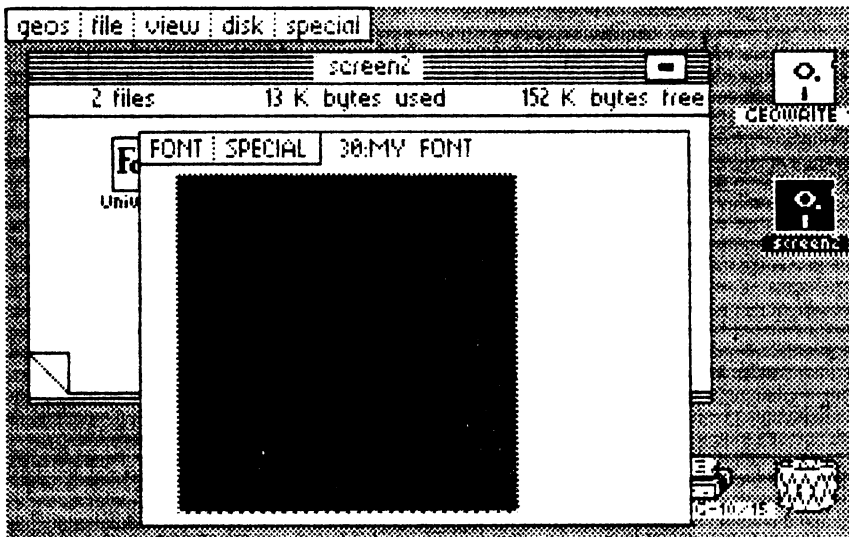 geos file view disk special
screen2
2 files 13 K bytes used 152 K bytes free
GEOWRITE
FONT SPECIAL 30:MY FONT
screen2